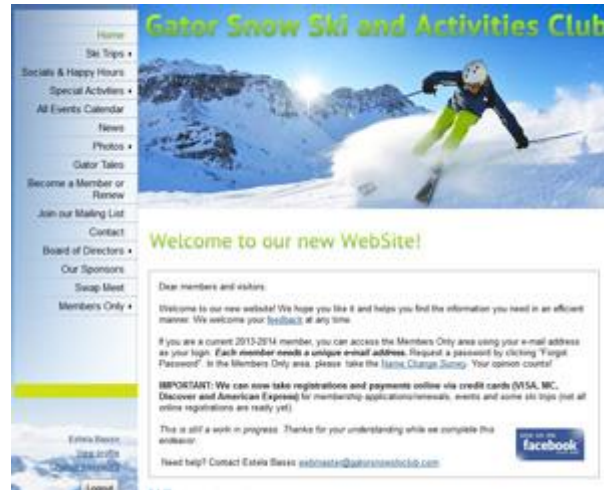 Gator Snow Ski and Activities Club
Home
Ski Trips
Socials & Happy Hours
Special Activities
All Events Calendar
News
Photos
Gator Tales
Become a Member or
Renew
Join our Mailing List
Contact
Board of Directors
Our Sponsors
Swap Meet
Members Only
Welcome to our new WebSite!
Dear members and visitors:
Welcome to our new website! We hope you like it and helps you find the information you need in an efficient
manner. We welcome your feedback at any time.
If you are a current 2013-2014 member, you can access the Members Only area using your e-mail address
as your login. Each member needs a unique e-mail address. Request a password by clicking "Forgot
Password". In the Members Only area, please take the Name Change Survey. Your opinion counts!
IMPORTANT: We can now take registrations and payments online via credit cards (VISA, MC,
Discover and American Express) for membership applications/renewals, events and some ski trips (not all
online registrations are ready yet).
This is still a work in progress. Thanks for your understanding while we complete this
endeavor.
facebook
Need help? Contact Estela Bases webmaster@gatorsnowskiclub.com
Estela Bases
View profile
Logout